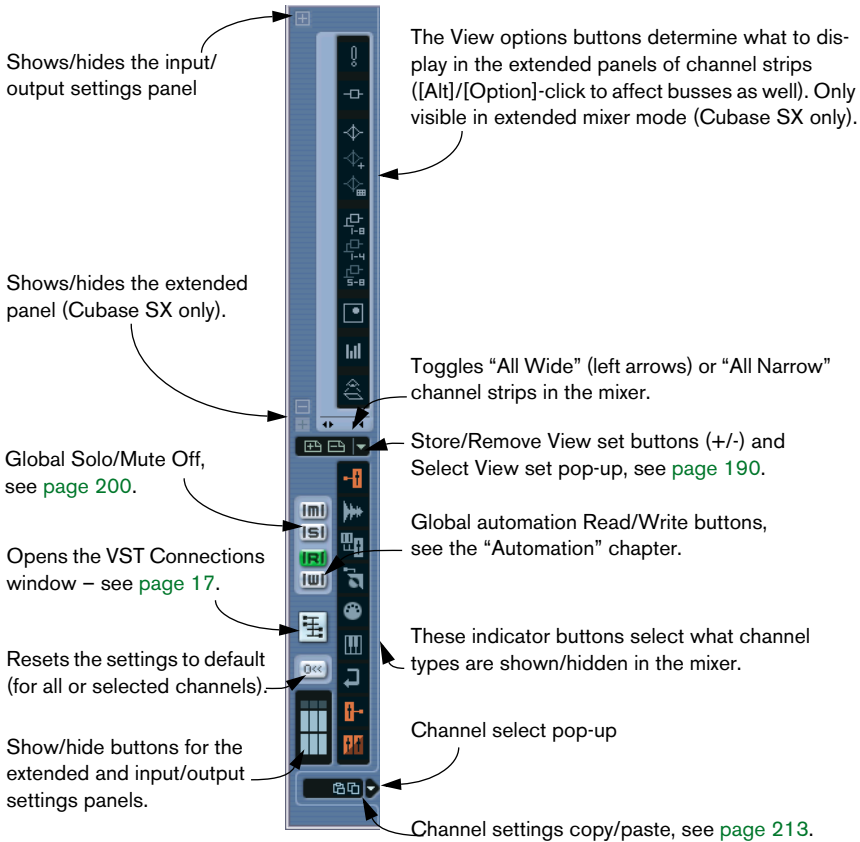 Shows/hides the input/
output settings panel
The View options buttons determine what to dis-
play in the extended panels of channel strips
([Alt]/[Option]-click to affect busses as well). Only
visible in extended mixer mode (Cubase SX only).
1-8
1-4
5-8
Shows/hides the extended
panel (Cubase SX only).
Toggles “All Wide” (left arrows) or “All Narrow”
channel strips in the mixer.
Store/Remove View set buttons (+/-) and
Select View set pop-up, see page 190.
Global Solo/Mute Off,
see page 200.
M
S
R
W
Global automation Read/Write buttons,
see the “Automation” chapter.
Opens the VST Connections
window – see page 17.
These indicator buttons select what channel
types are shown/hidden in the mixer.
Resets the settings to default
(for all or selected channels).
0<<
Channel select pop-up
Show/hide buttons for the
extended and input/output
settings panels.
Channel settings copy/paste, see page 213.